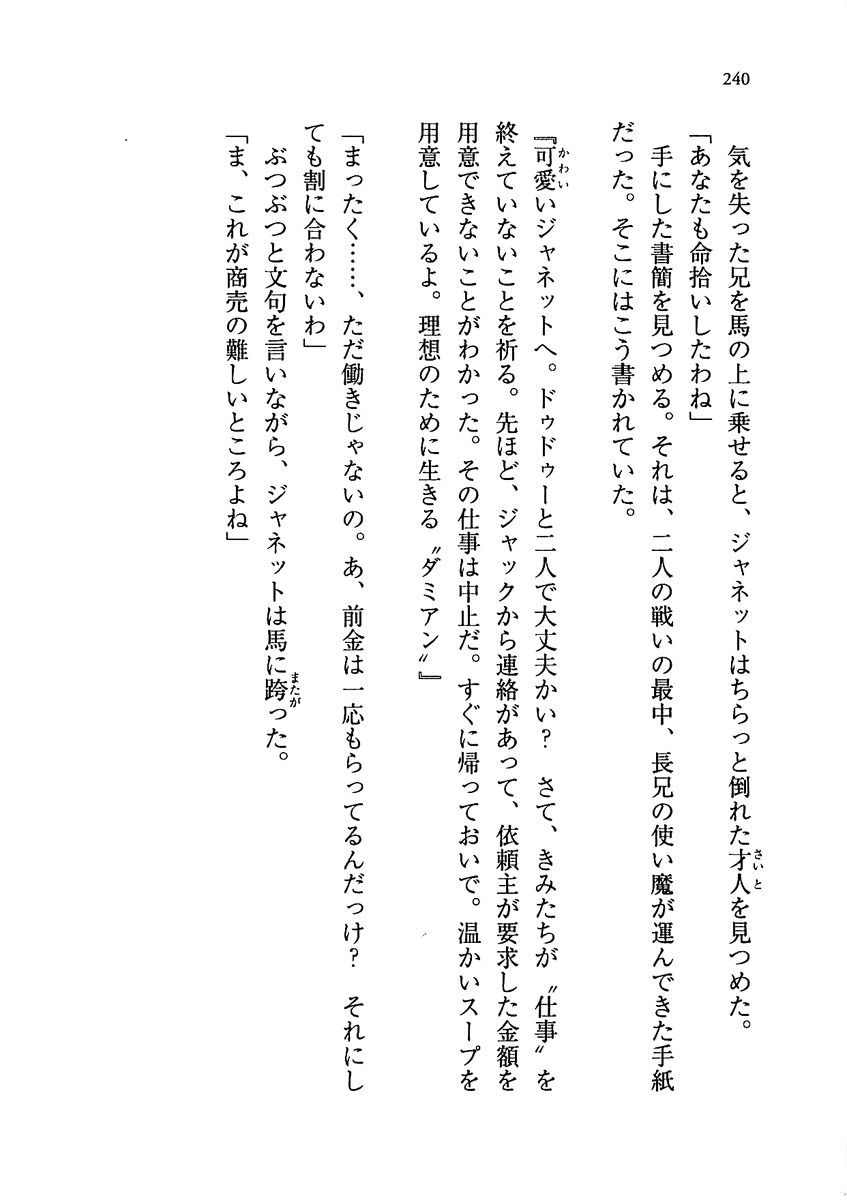 240
　気を失った兄を馬の上に乗せると、ジャネットはちらっと倒れた才人を見つめた。
「あなたも命拾いしたわね」
　手にした書簡を見つめる。それは、二人の戦いの最中、長兄の使い魔が運んできた手紙
だった。そこにはこう書かれていた。
『可愛いジャネットへ。ドゥドゥーと二人で大丈夫かい？　さて、きみたちが〝仕事〟を
終えていないことを祈る。先ほど、ジャックから連絡があって、依頼主が要求した金額を
用意できないことがわかった。その仕事は中止だ。すぐに帰っておいで。温かいスープを
用意しているよ。理想のために生きる〝ダミアン〟』
「まったく……、ただ働きじゃないの。あ、前金は一応もらってるんだっけ？　それにし
ても割に合わないわ」
　ぶつぶつと文句を言いながら、ジャネットは馬に跨った。
「ま、これが商売の難しいところよね」